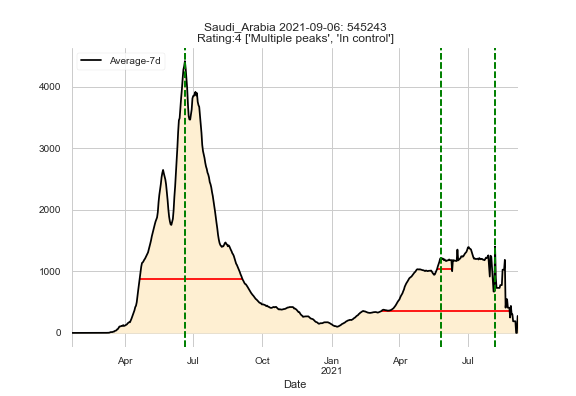 Saudi_Arabia 2021-09-06: 545243
Rating:4 ['Multiple peaks', 'In control']
Average-7d
4000
3000
2000
1000
0
Apr Jul Oct Jan Apr Jul
2021
Date